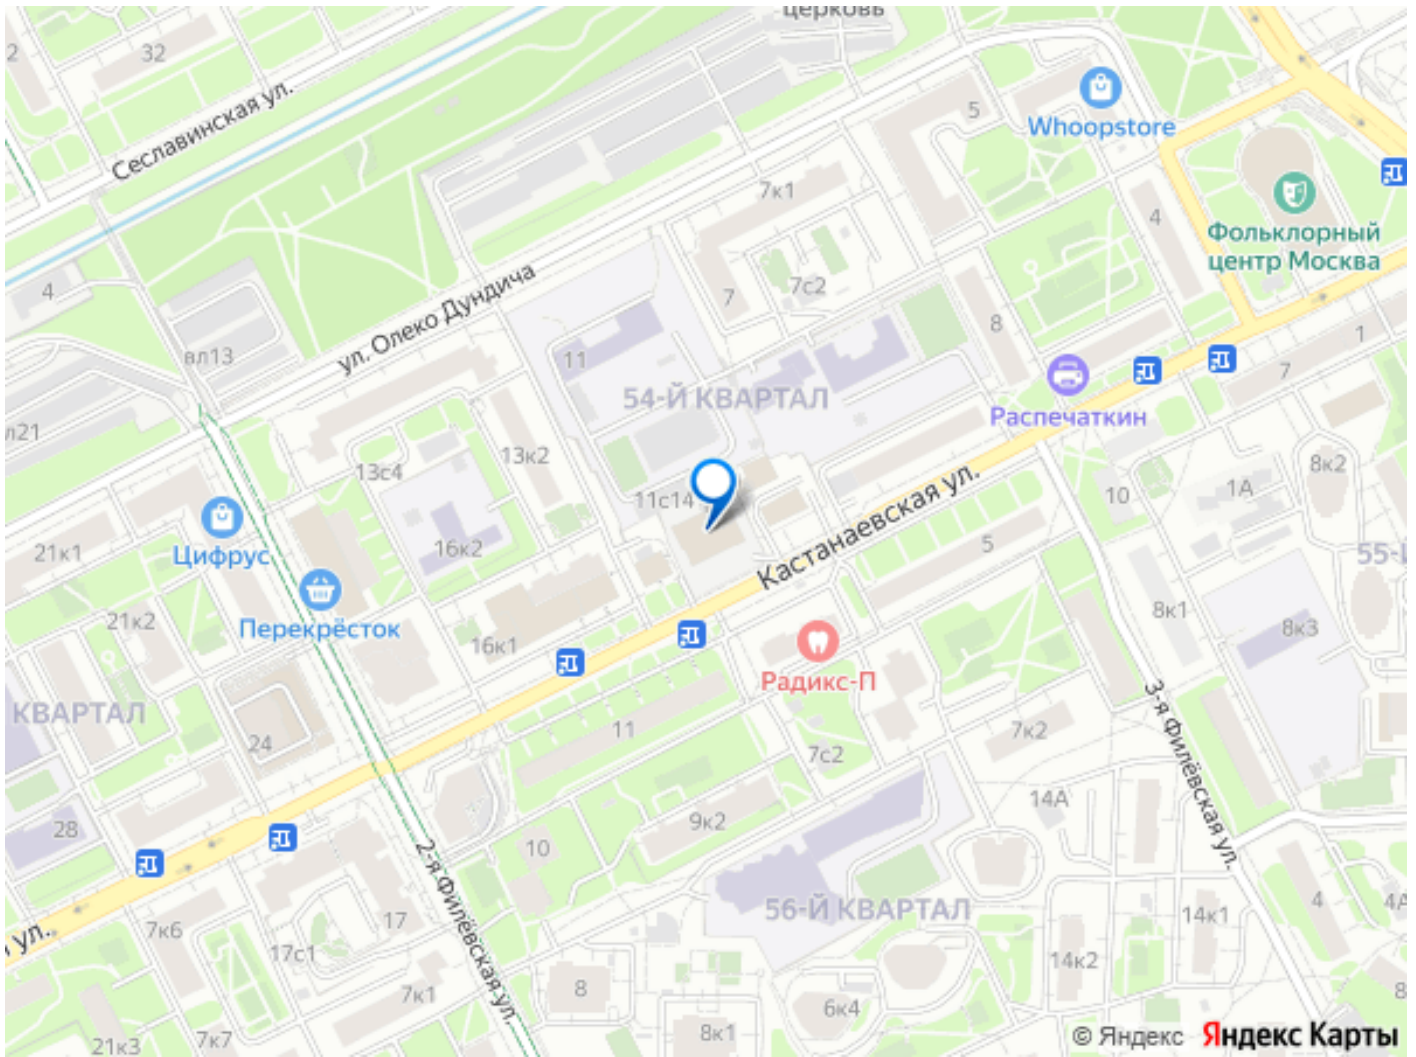 церковь
32
2
Сеславинская ул.
5
Whoopstore
7к1
4
Фольклорный
центр Москва
4
7с2
7
8
1
ул. Олеко Дундича
вл13
11
7
54-Й КВАРТАЛ
Распечаткин
л21
13с4
13к2
8к2
11с14
10
1А
Кастанаевская ул.
Цифрус
21к1
16к2
5
55-Й
21к2
Перекрёсток
16к1
8к1
8к3
Радикс-П
КВАРТАЛ
24
11
7с2
7к2
3-я Филёвская ул.
14А
28
9к2
10
2-я Филёвская ул.
56-Й КВАРТАЛ
4
4А
17
14к1
7к6
ул.
17с1
14к2
7к1
8
6к4
8
8к1
7к7
21к3
© Яндекс Яндекс Карты